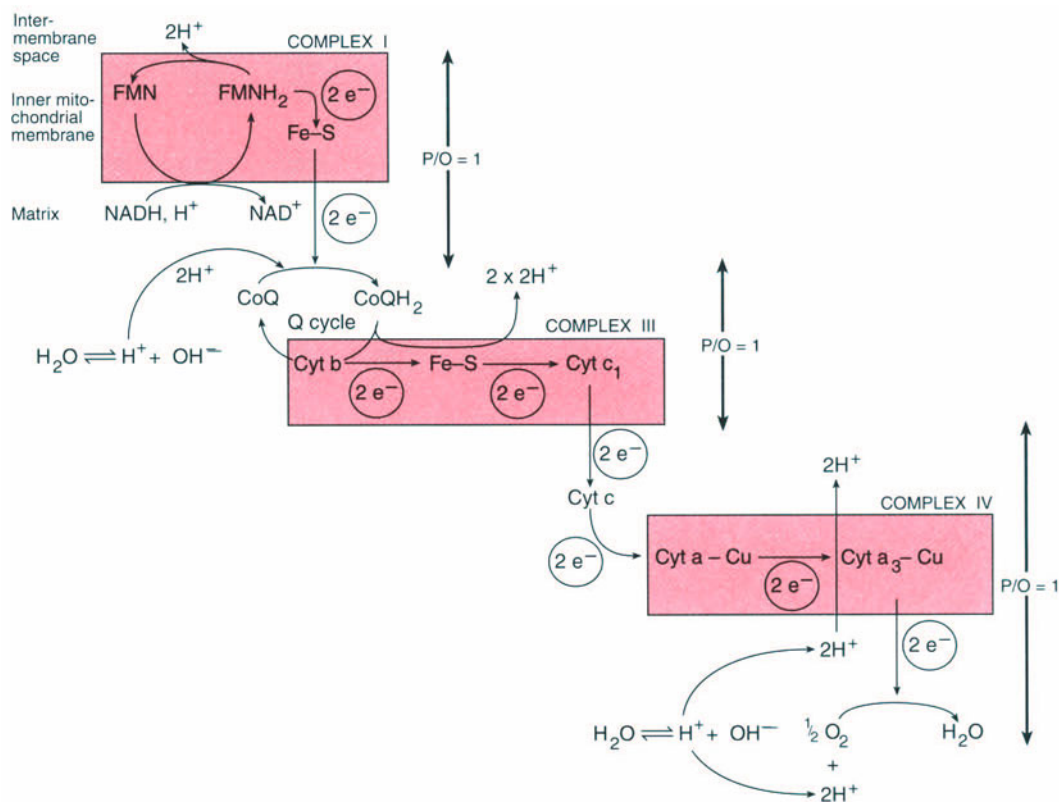 Inter-
membrane
space
2H⁺
COMPLEX I
FMN
FMNH₂
2 e⁻
Inner mito-
chondrial
membrane
Fe–S
P/O = 1
Matrix
NADH, H⁺
NAD⁺
2 e⁻
2H⁺
CoQ
CoQH₂
2 x 2H⁺
Q cycle
COMPLEX III
H₂O ⇌ H⁺ + OH⁻
Cyt b
Fe–S
Cyt c₁
P/O = 1
2 e⁻
2 e⁻
2 e⁻
2H⁺
Cyt c
COMPLEX IV
2 e⁻
Cyt a – Cu
Cyt a₃– Cu
2 e⁻
P/O = 1
2H⁺
2 e⁻
H₂O ⇌ H⁺ + OH⁻
½ O₂
H₂O
+
2H⁺